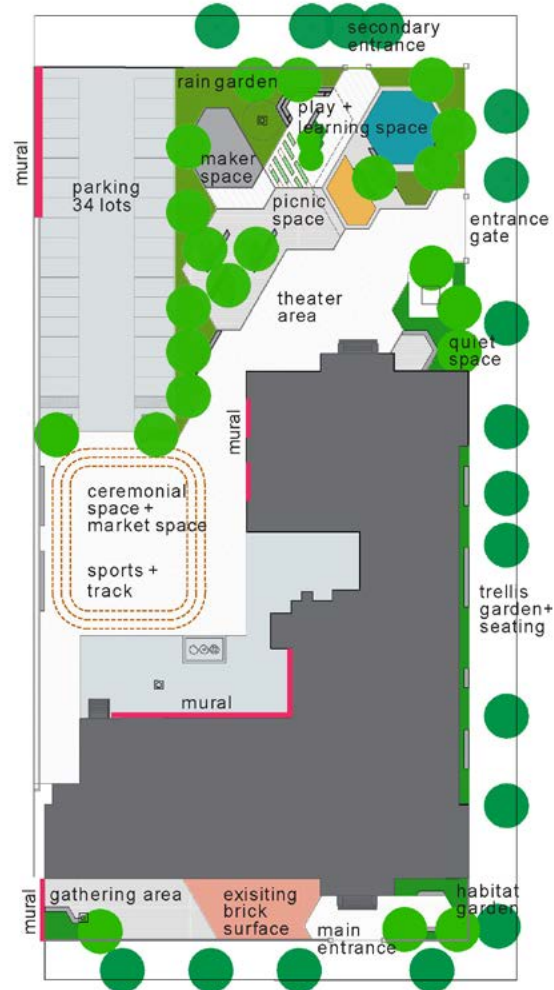 secondary
entrance
rain garden
play +
learning space
mural
maker
space
parking
34 lots
picnic
space
entrance
gate
theater
area
quiet
space
mural
ceremonial
space +
market space
sports +
track
trellis
garden+
seating
mural
gathering area
exisiting
brick
surface
habitat
garden
mural
main
entrance